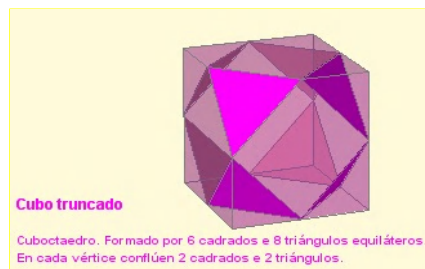 Cubo truncado
Cuboctaedro. Formado por 6 cadrados e 8 triángulos equiláteros
En cada vértice conflúen 2 cadrados e 2 triángulos.